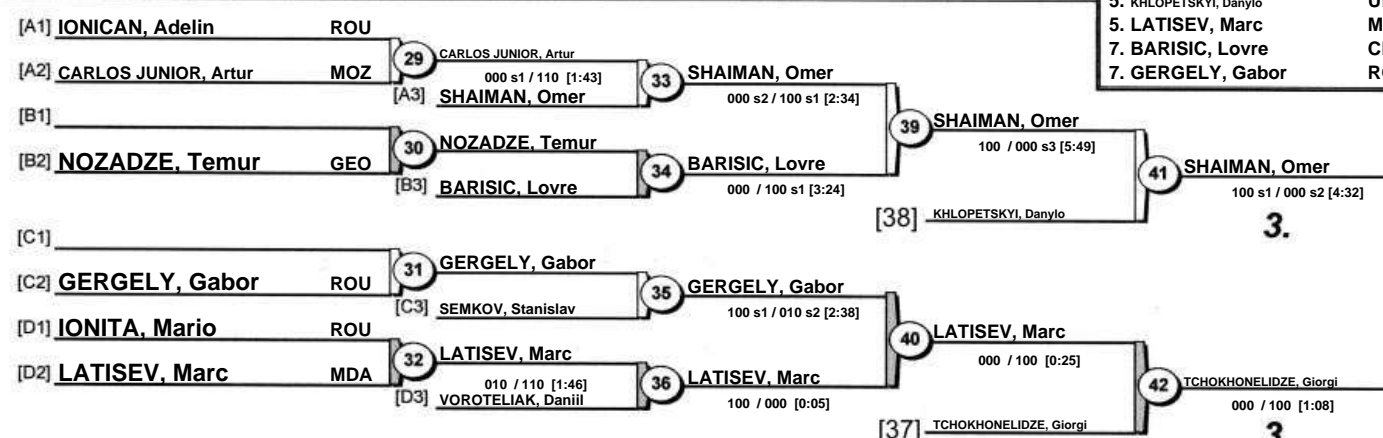 5. KHLOPETSKYI, Danylo
5. LATISEV, Marc
7. BARISIC, Lovre
7. GERGELY, Gabor
[A1] IONICAN, Adelin ROU
[A2] CARLOS JUNIOR, Artur MOZ
29
CARLOS JUNIOR, Artur
000 s1 / 110 [1:43]
[A3] SHAIMAN, Omer
33
SHAIMAN, Omer
000 s2 / 100 s1 [2:34]
[B1]
[B2] NOZADZE, Temur GEO
30
NOZADZE, Temur
[B3] BARISIC, Lovre
34
BARISIC, Lovre
000 / 100 s1 [3:24]
39
SHAIMAN, Omer
100 / 000 s3 [5:49]
[38] KHLOPETSKYI, Danylo
41
SHAIMAN, Omer
100 s1 / 000 s2 [4:32]
3.
[C1]
[C2] GERGELY, Gabor ROU
31
GERGELY, Gabor
[C3] SEMKOV, Stanislav
35
GERGELY, Gabor
100 s1 / 010 s2 [2:38]
[D1] IONITA, Mario ROU
[D2] LATISEV, Marc MDA
32
LATISEV, Marc
010 / 110 [1:46]
[D3] VOROTELIAK, Daniil
36
LATISEV, Marc
100 / 000 [0:05]
40
LATISEV, Marc
000 / 100 [0:25]
[37] TCHOKHONELIDZE, Giorgi
42
TCHOKHONELIDZE, Giorgi
000 / 100 [1:08]
3